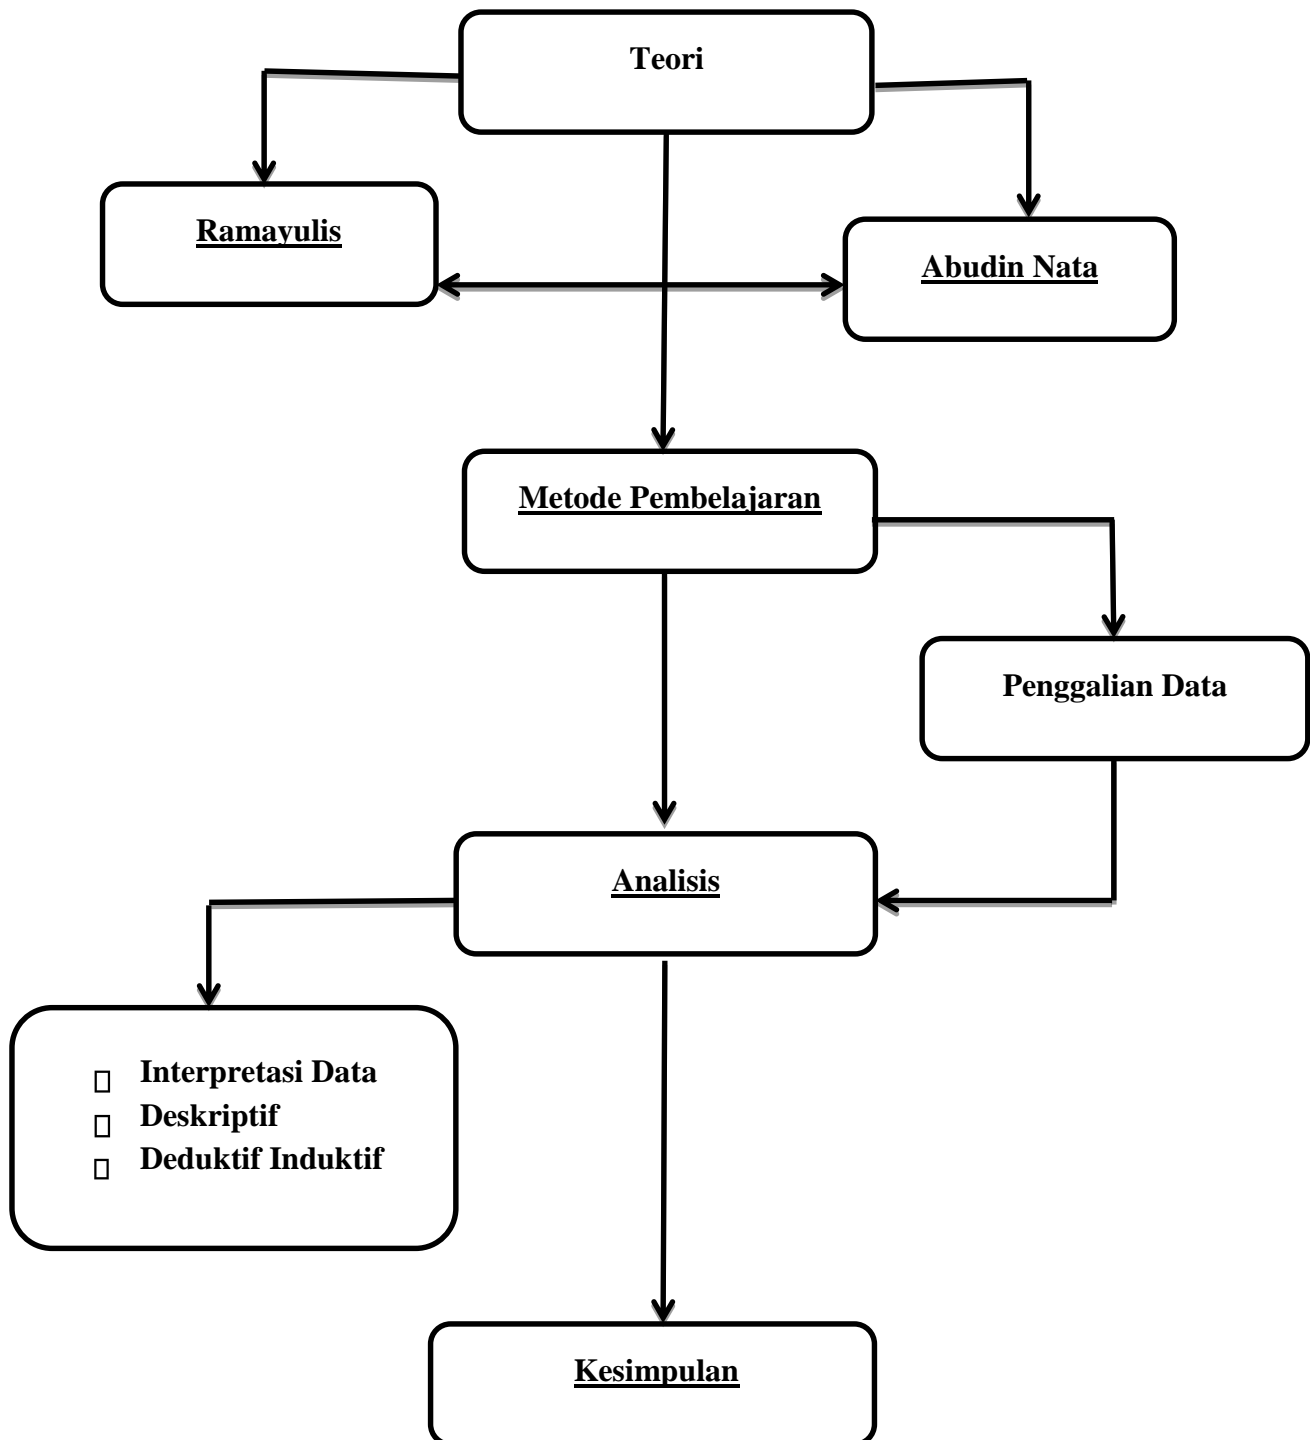 Teori
Ramayulis
Abudin Nata
Metode Pembelajaran
Penggalian Data
Analisis
Interpretasi Data
Deskriptif
Deduktif Induktif
Kesimpulan